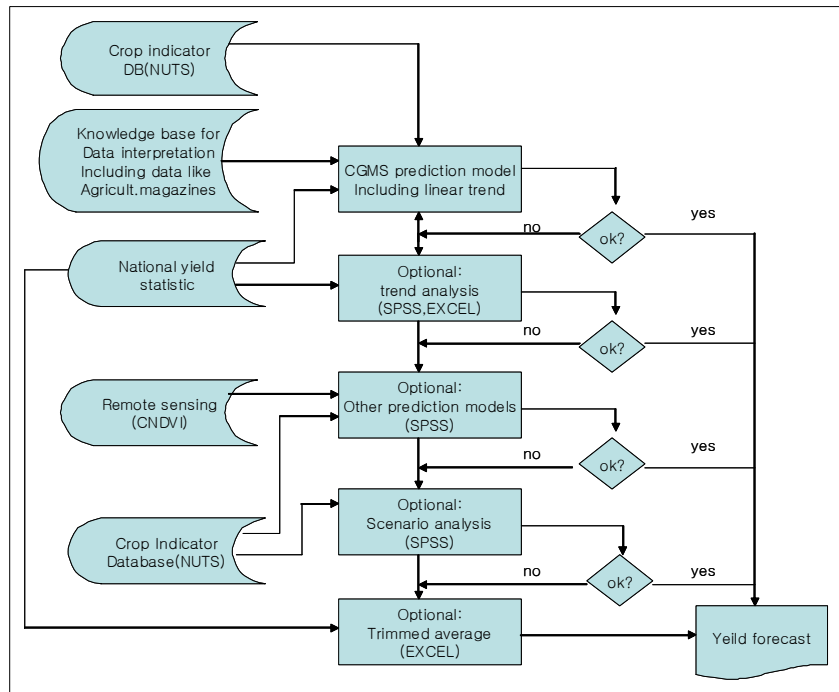 Crop indicator
DB(NUTS)
Knowledge base for
Data interpretation
Including data like
Agricult.magazines
CGMS prediction model
Including linear trend
ok?
no
yes
National yield
statistic
Optional:
trend analysis
(SPSS,EXCEL)
ok?
no
yes
Remote sensing
(CNDVI)
Optional:
Other prediction models
(SPSS)
ok?
no
yes
Crop Indicator
Database(NUTS)
Optional:
Scenario analysis
(SPSS)
ok?
no
yes
Optional:
Trimmed average
(EXCEL)
Yeild forecast